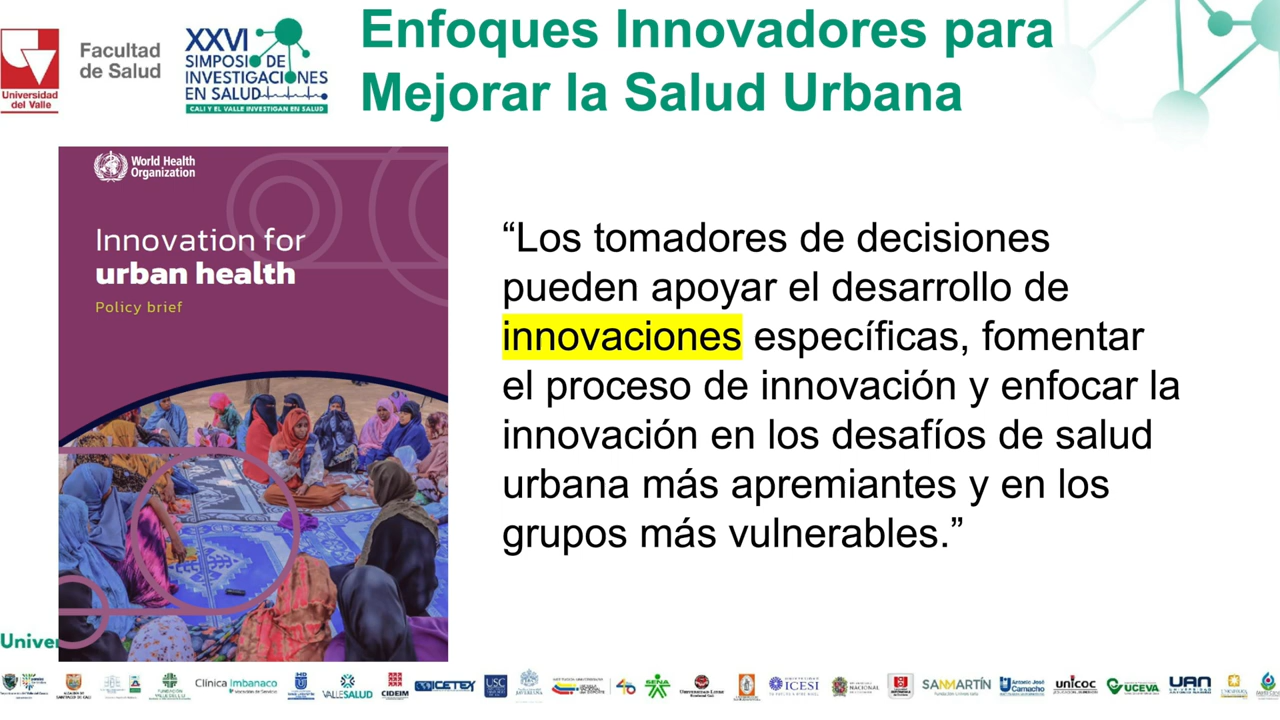 Enfoques Innovadores para
Mejorar la Salud Urbana
Universidad
del Valle
Facultad
de Salud
XXVI
SIMPOSIO DE
INVESTIGACIONES
EN SALUD
CALI Y EL VALLE INVESTIGAN EN SALUD
World Health
Organization
Innovation for
urban health
Policy brief
“Los tomadores de decisiones
pueden apoyar el desarrollo de
innovaciones específicas, fomentar
el proceso de innovación y enfocar la
innovación en los desafíos de salud
urbana más apremiantes y en los
grupos más vulnerables.”
Univer
Clínica Imbanaco
VALLESALUD
CIDEIM
ICETEX
USC
SENA
ICESI
NACIONAL
SANMARTÍN
Antonio José
Camacho
unicoc
UCEVA
UAN